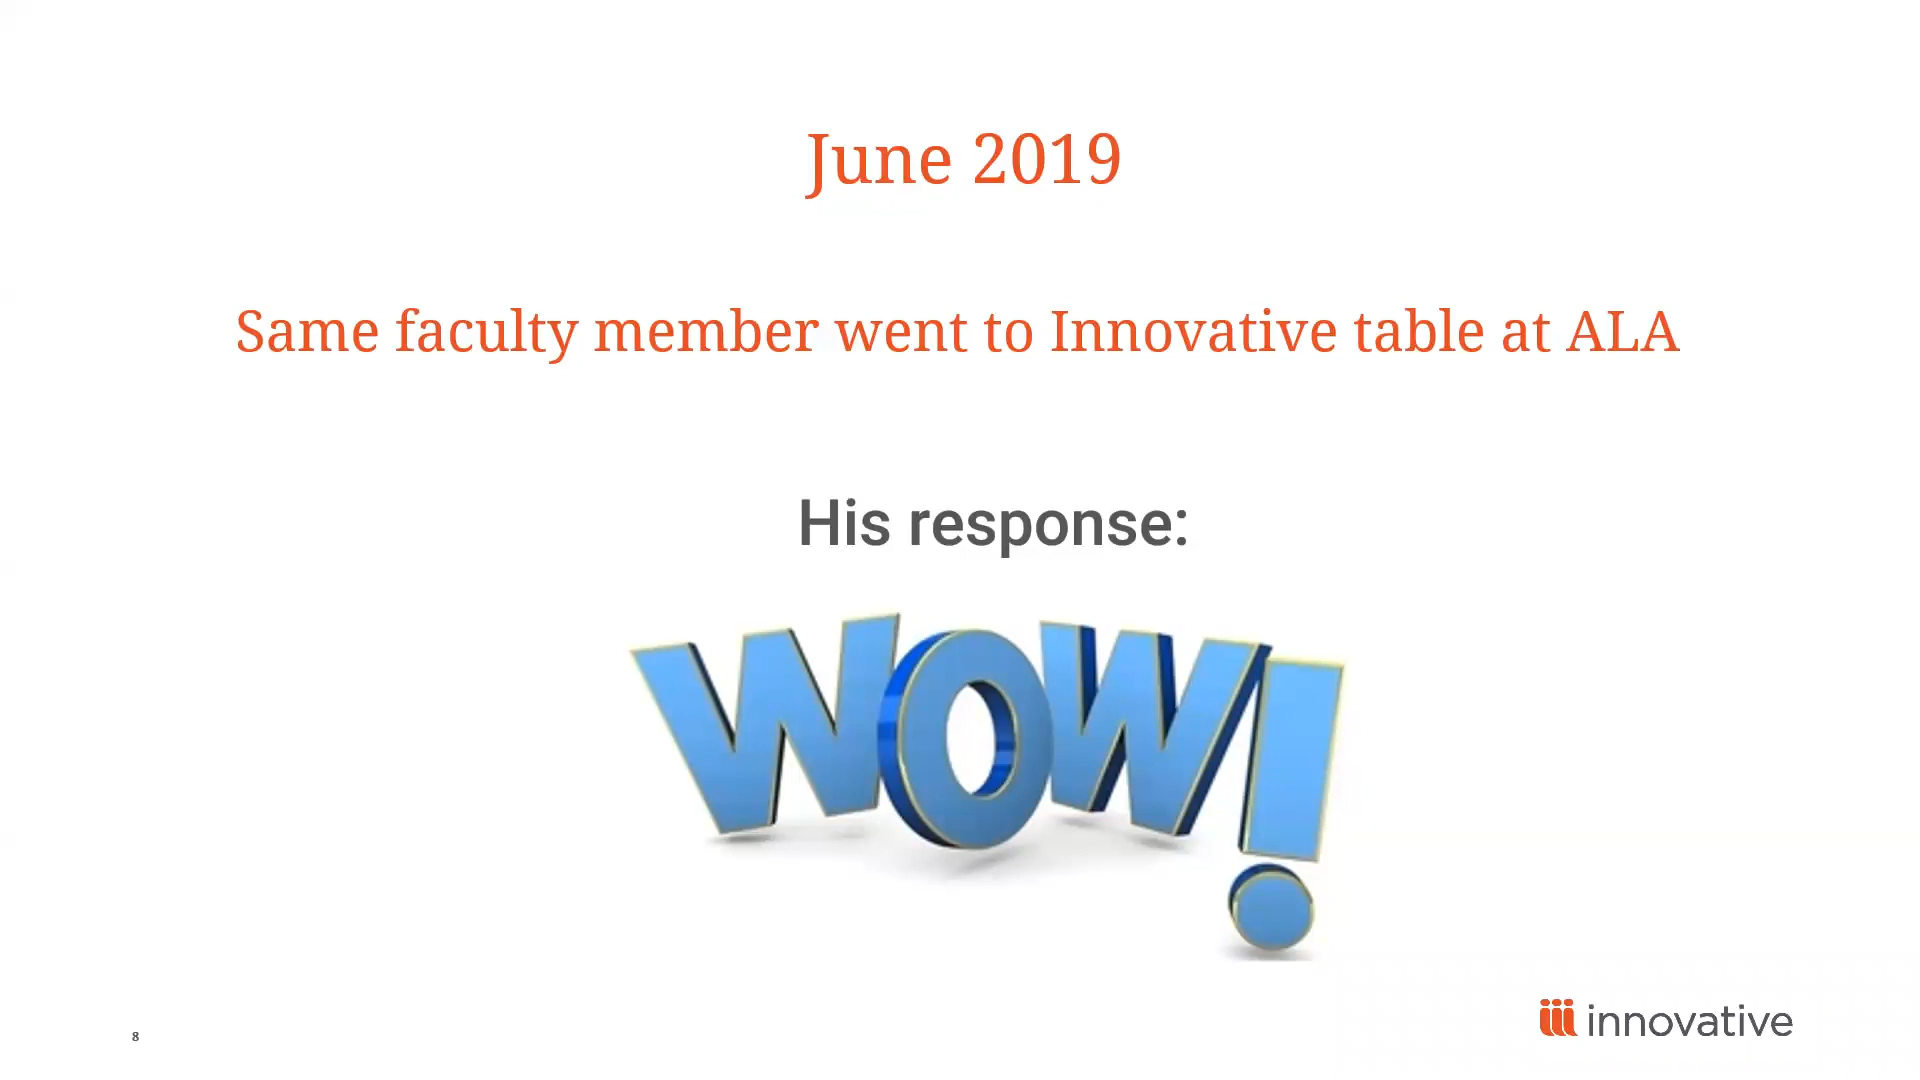 June 2019
Same faculty member went to Innovative table at ALA
His response:
WOW!
8
innovative